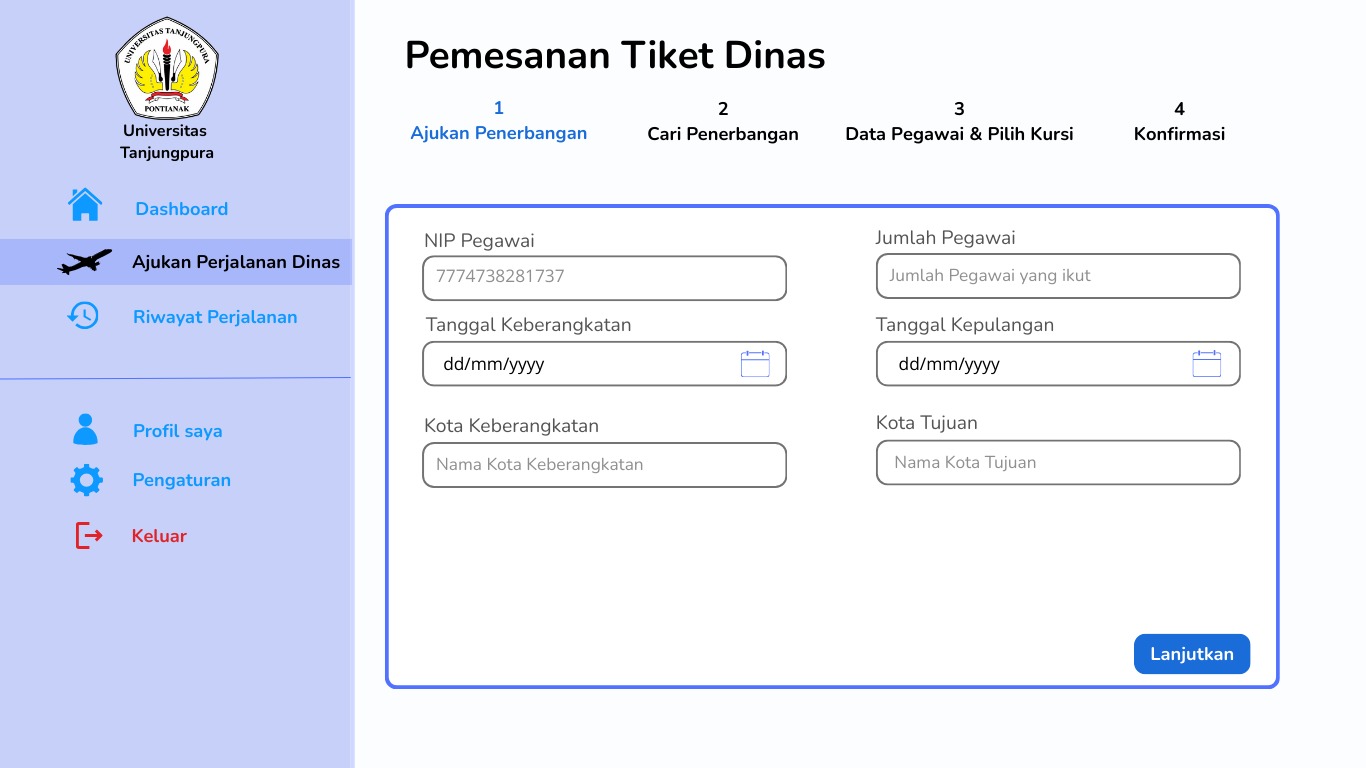 UNIVERSITAS TANJUNGPURA
PONTIANAK
Universitas
Tanjungpura
Dashboard
Ajukan Perjalanan Dinas
Riwayat Perjalanan
Profil saya
Pengaturan
Keluar
Pemesanan Tiket Dinas
1
Ajukan Penerbangan
2
Cari Penerbangan
3
Data Pegawai & Pilih Kursi
4
Konfirmasi
NIP Pegawai
7774738281737
Jumlah Pegawai
Jumlah Pegawai yang ikut
Tanggal Keberangkatan
dd/mm/yyyy
Tanggal Kepulangan
dd/mm/yyyy
Kota Keberangkatan
Nama Kota Keberangkatan
Kota Tujuan
Nama Kota Tujuan
Lanjutkan